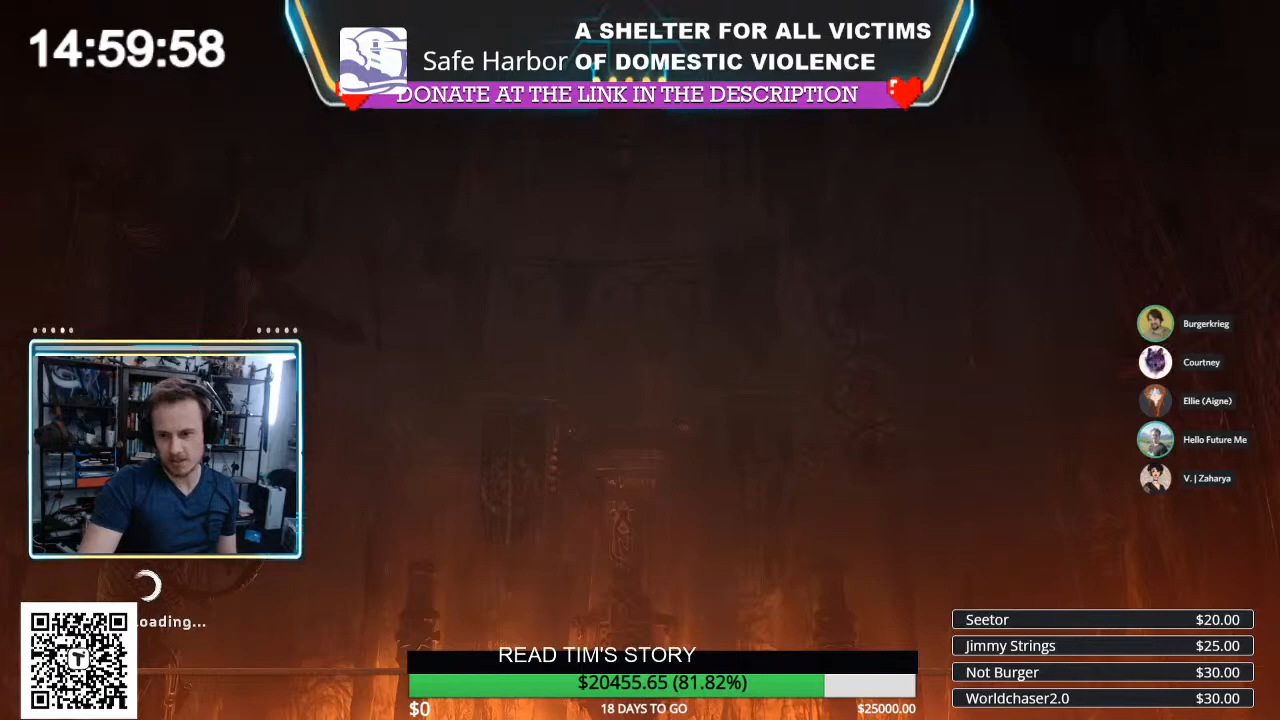 14:59:58
Safe Harbor
A SHELTER FOR ALL VICTIMS
OF DOMESTIC VIOLENCE
DONATE AT THE LINK IN THE DESCRIPTION
Burgerkrieg
Courtney
Ellie (Aigne)
Hello Future Me
V. | Zaharya
oading...
Seetor $20.00
Jimmy Strings $25.00
Not Burger $30.00
Worldchaser2.0 $30.00
READ TIM'S STORY
$20455.65 (81.82%)
$0 18 DAYS TO GO $25000.00